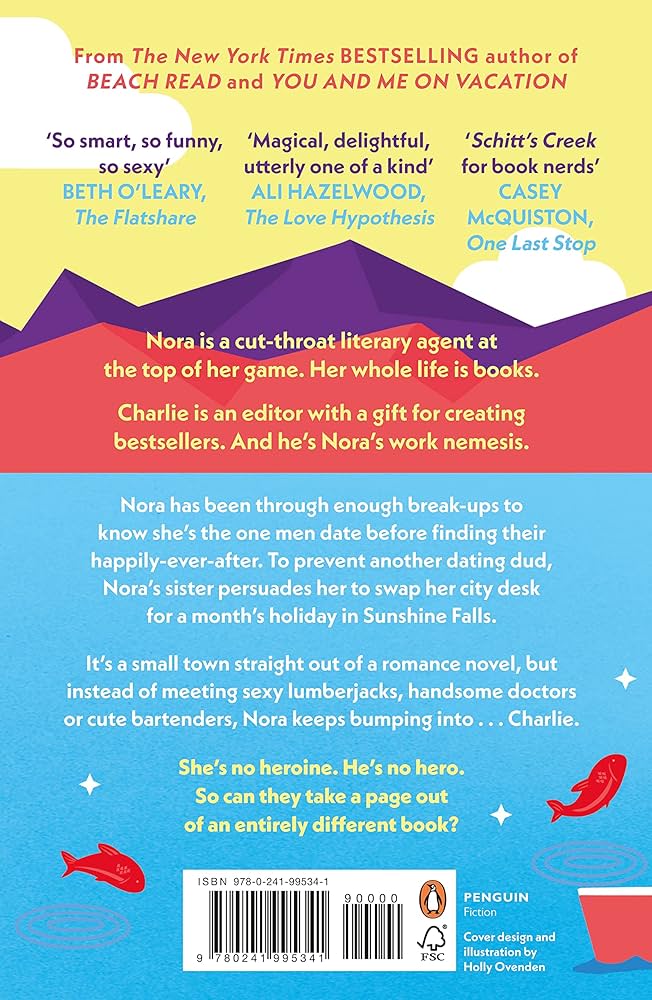 From The New York Times BESTSELLING author of
BEACH READ and YOU AND ME ON VACATION
‘So smart, so funny,
so sexy’
BETH O’LEARY,
The Flatshare
‘Magical, delightful,
utterly one of a kind’
ALI HAZELWOOD,
The Love Hypothesis
‘Schitt’s Creek
for book nerds’
CASEY
McQUISTON,
One Last Stop
Nora is a cut-throat literary agent at
the top of her game. Her whole life is books.
Charlie is an editor with a gift for creating
bestsellers. And he’s Nora’s work nemesis.
Nora has been through enough break-ups to
know she’s the one men date before finding their
happily-ever-after. To prevent another dating dud,
Nora’s sister persuades her to swap her city desk
for a month’s holiday in Sunshine Falls.
It’s a small town straight out of a romance novel, but
instead of meeting sexy lumberjacks, handsome doctors
or cute bartenders, Nora keeps bumping into . . . Charlie.
She’s no heroine. He’s no hero.
So can they take a page out
of an entirely different book?
ISBN 978-0-241-99534-1
90000
9 780241 995341
FSC
PENGUIN
Fiction
Cover design and
illustration by
Holly Ovenden